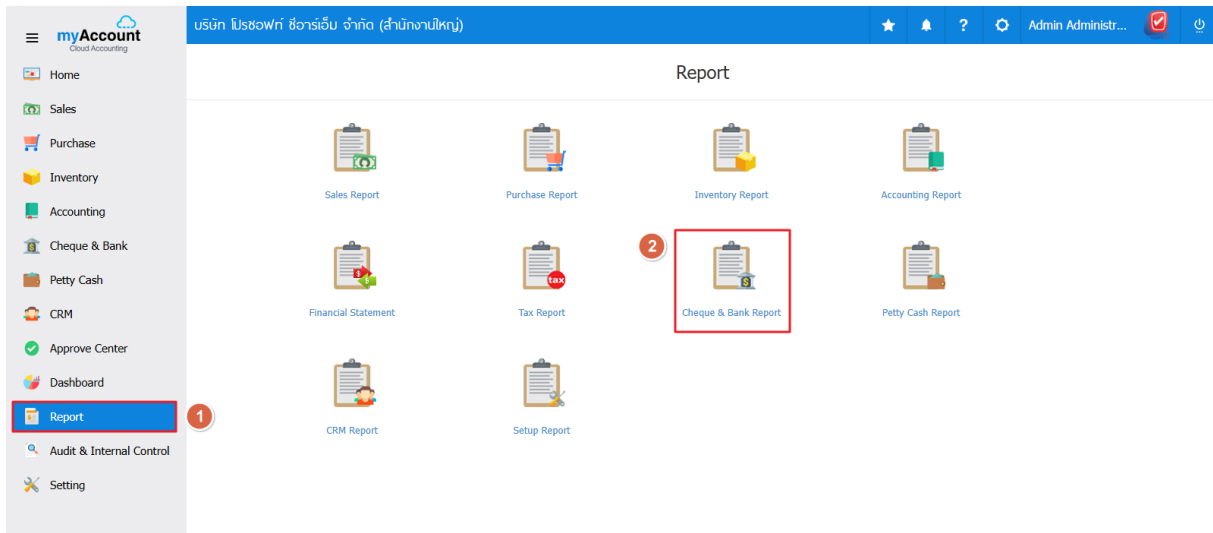 myAccount
Cloud Accounting
บริษัท โปรซอฟท์ ซีอาร์เอ็ม จำกัด (สำนักงานใหญ่)
?
Admin Administr...
Home
Sales
Purchase
Inventory
Accounting
Cheque & Bank
Petty Cash
CRM
Approve Center
Dashboard
Report
Audit & Internal Control
Setting
1
Report
Sales Report
Purchase Report
Inventory Report
Accounting Report
2
tax
Financial Statement
Tax Report
Cheque & Bank Report
Petty Cash Report
CRM Report
Setup Report